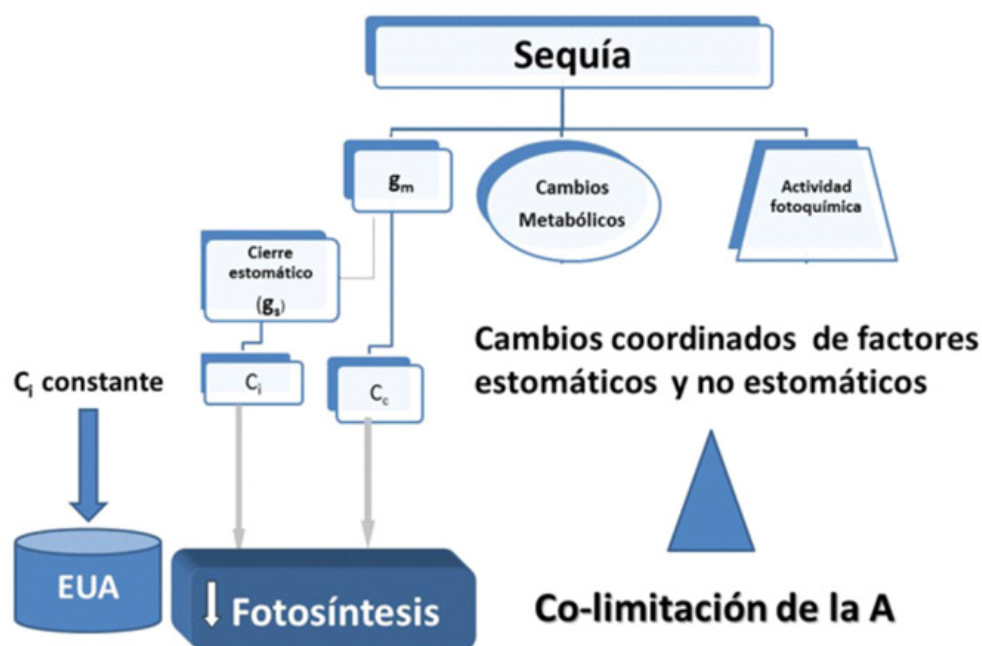 Sequía
gm
Cambios
Metabólicos
Actividad
fotoquímica
Cierre
estomático
(gs)
Ci
Cc
Ci constante
EUA
Fotosíntesis
Cambios coordinados de factores
estomáticos y no estomáticos
Co-limitación de la A